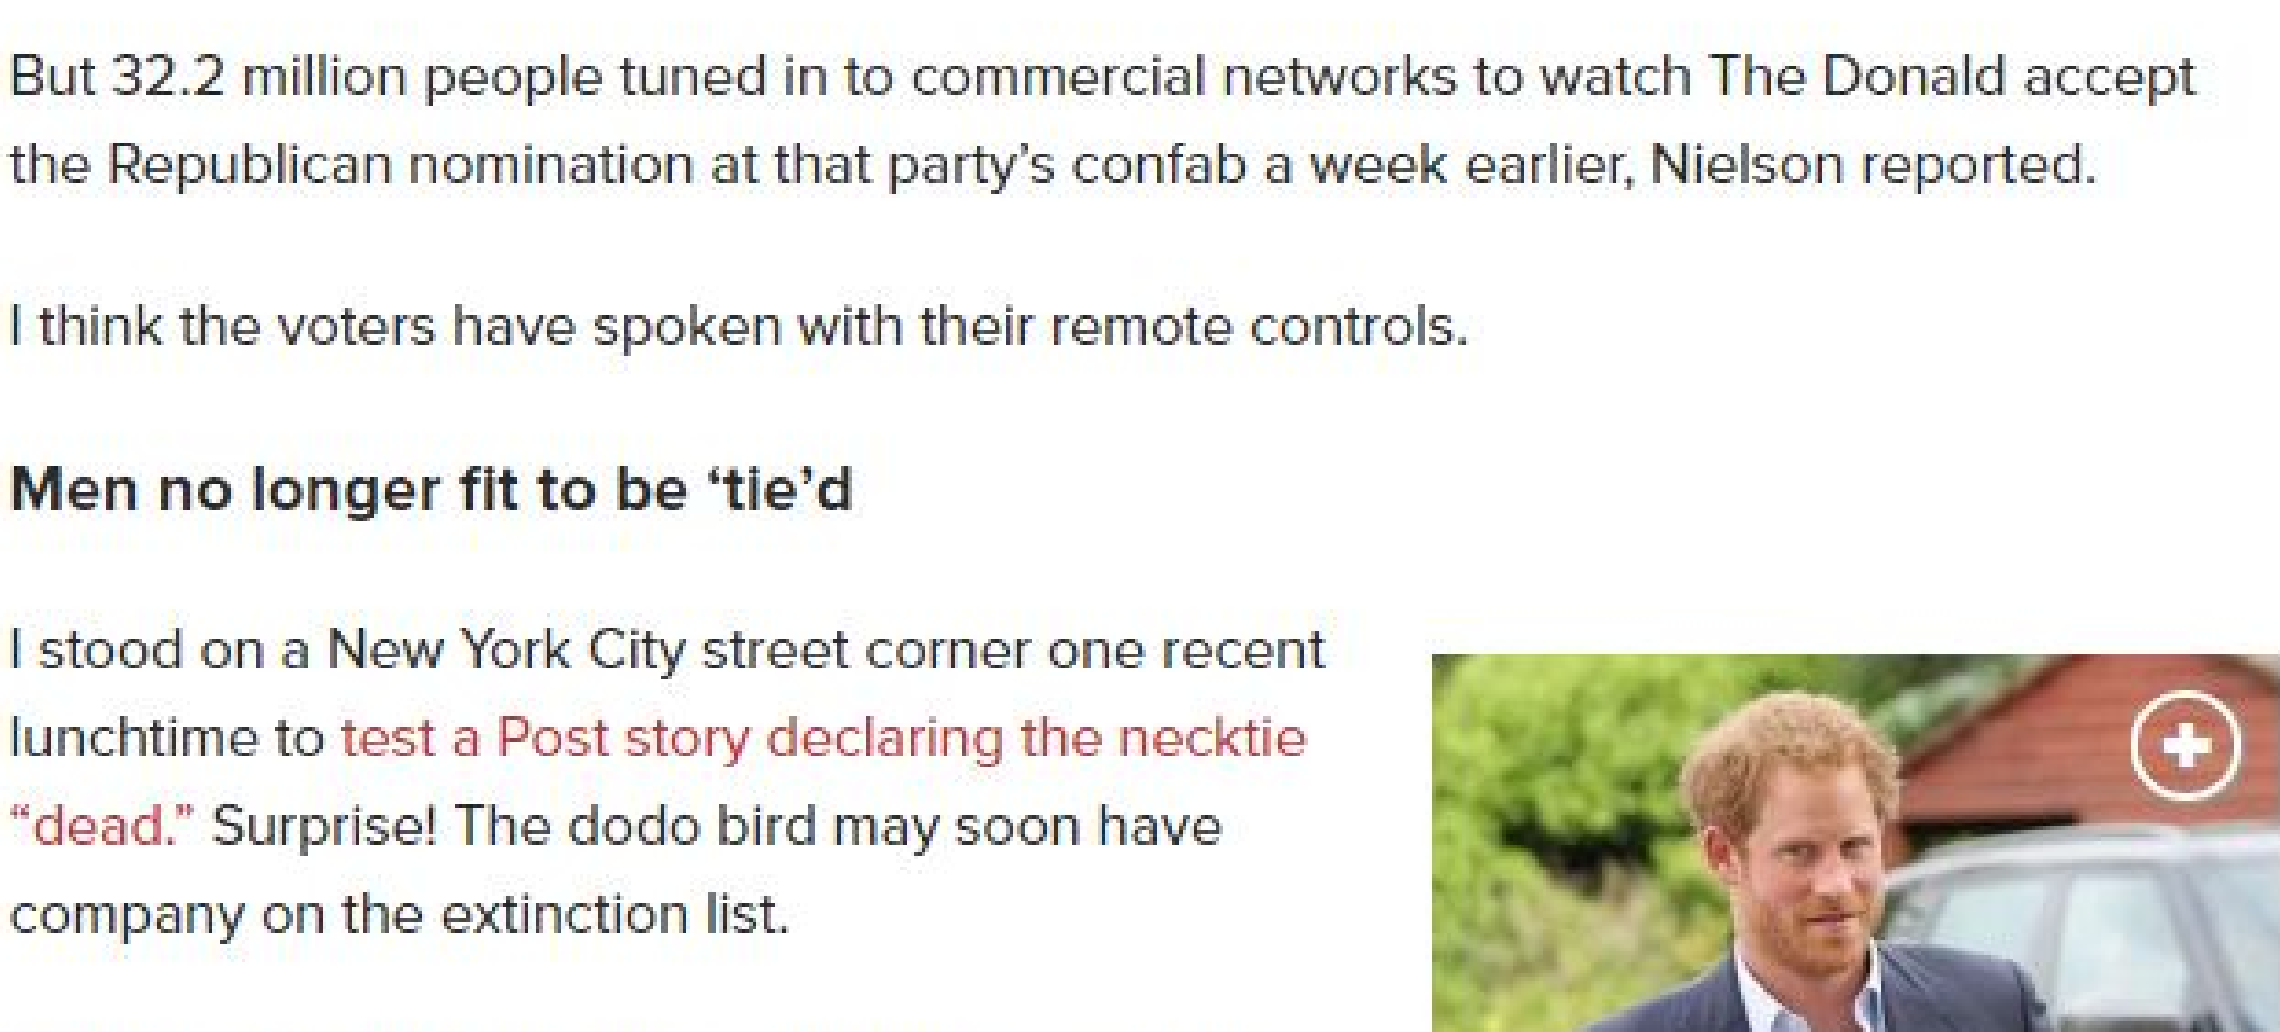 But 32.2 million people tuned in to commercial networks to watch The Donald accept
the Republican nomination at that party’s confab a week earlier, Nielson reported.
I think the voters have spoken with their remote controls.
Men no longer fit to be ‘tie’d
I stood on a New York City street corner one recent
lunchtime to test a Post story declaring the necktie
“dead.” Surprise! The dodo bird may soon have
company on the extinction list.